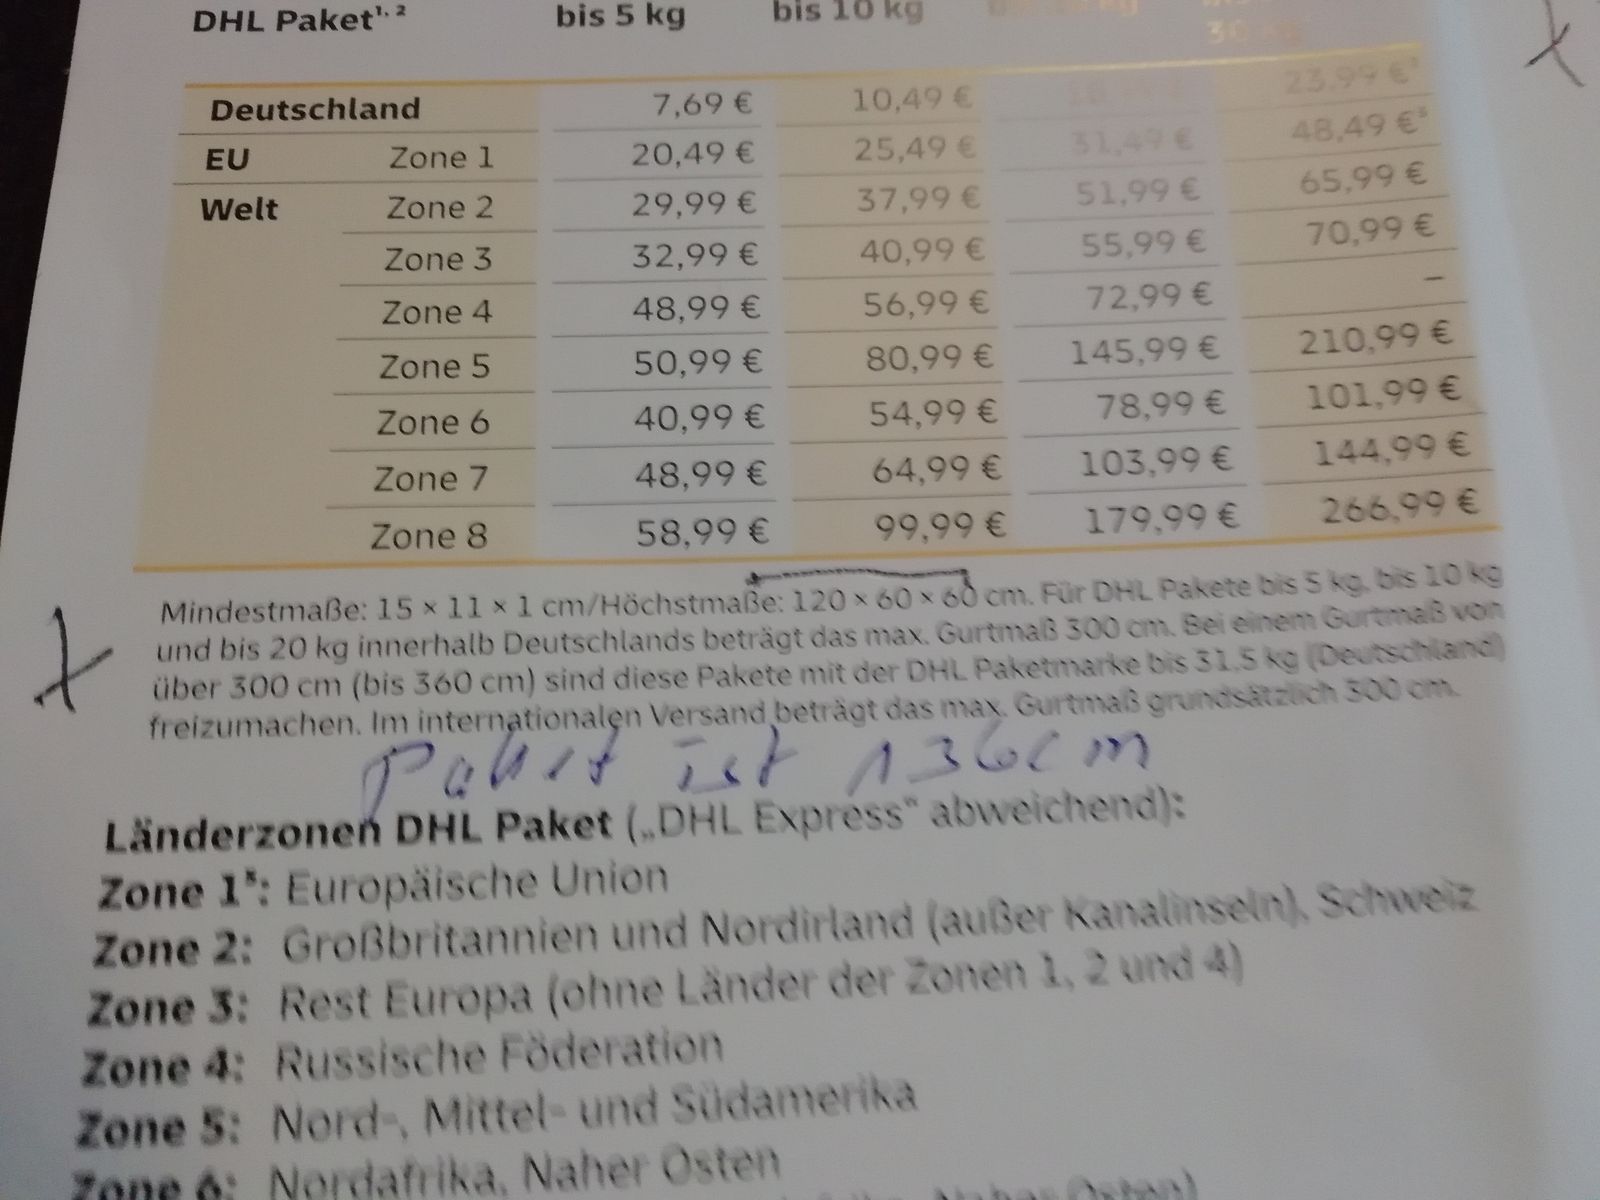 DHL Paket¹˒ ² bis 5 kg bis 10 kg
Deutschland 7,69 € 10,49 € 23,99 €³
EU Zone 1 20,49 € 25,49 € 31,49 € 48,49 €³
Welt Zone 2 29,99 € 37,99 € 51,99 € 65,99 €
Zone 3 32,99 € 40,99 € 55,99 € 70,99 €
Zone 4 48,99 € 56,99 € 72,99 € –
Zone 5 50,99 € 80,99 € 145,99 € 210,99 €
Zone 6 40,99 € 54,99 € 78,99 € 101,99 €
Zone 7 48,99 € 64,99 € 103,99 € 144,99 €
Zone 8 58,99 € 99,99 € 179,99 € 266,99 €
Mindestmaße: 15 × 11 × 1 cm/Höchstmaße: 120 × 60 × 60 cm. Für DHL Pakete bis 5 kg, bis 10 kg
und bis 20 kg innerhalb Deutschlands beträgt das max. Gurtmaß 300 cm. Bei einem Gurtmaß von
über 300 cm (bis 360 cm) sind diese Pakete mit der DHL Paketmarke bis 31,5 kg (Deutschland)
freizumachen. Im internationalen Versand beträgt das max. Gurtmaß grundsätzlich 300 cm.
Paket ist 136cm
Länderzonen DHL Paket („DHL Express“ abweichend):
Zone 1: Europäische Union
Zone 2: Großbritannien und Nordirland (außer Kanalinseln), Schweiz
Zone 3: Rest Europa (ohne Länder der Zonen 1, 2 und 4)
Zone 4: Russische Föderation
Zone 5: Nord-, Mittel- und Südamerika
Zone 6: Nordafrika, Naher Osten
Naher Osten)